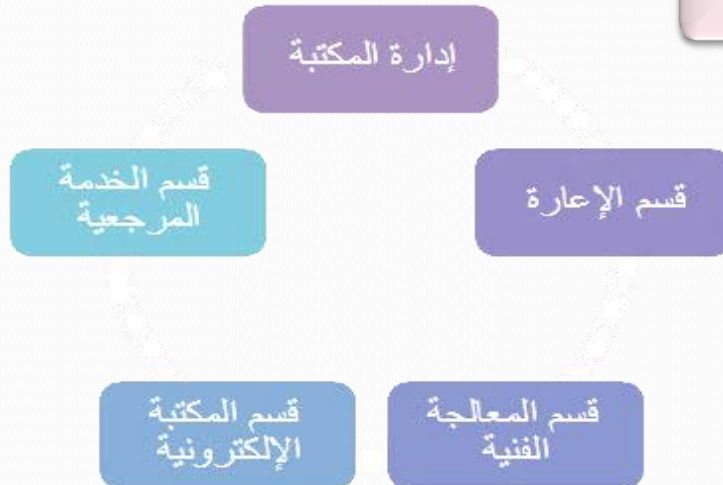 إدارة المكتبة
قسم الإعارة
قسم الخدمة
المرجعية
قسم المعالجة
الفنية
قسم المكتبة
الإلكترونية